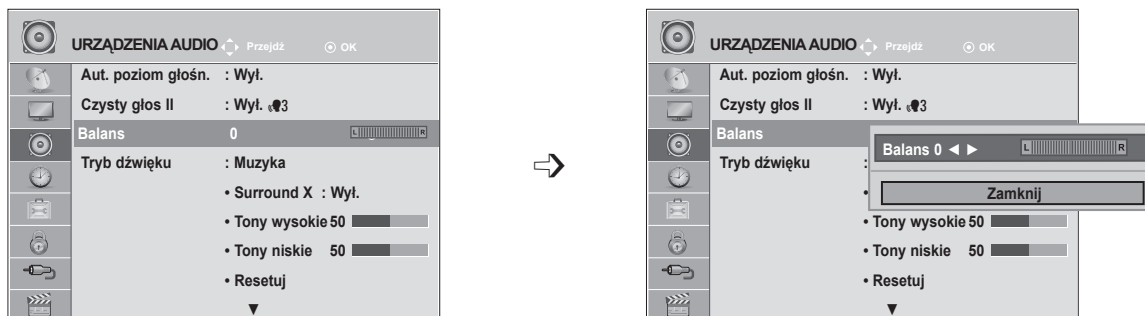 URZĄDZENIA AUDIO Przejdź OK
Aut. poziom głośn. : Wył.
Czysty głos II : Wył. 3
Balans 0 L R
Tryb dźwięku : Muzyka
• Surround X : Wył.
• Tony wysokie 50
• Tony niskie 50
• Resetuj
▼
URZĄDZENIA AUDIO Przejdź OK
Aut. poziom głośn. : Wył.
Czysty głos II : Wył. 3
Balans
Balans 0 ◄ ► L R
Tryb dźwięku :
Zamknij
•
• Tony wysokie 50
• Tony niskie 50
• Resetuj
▼